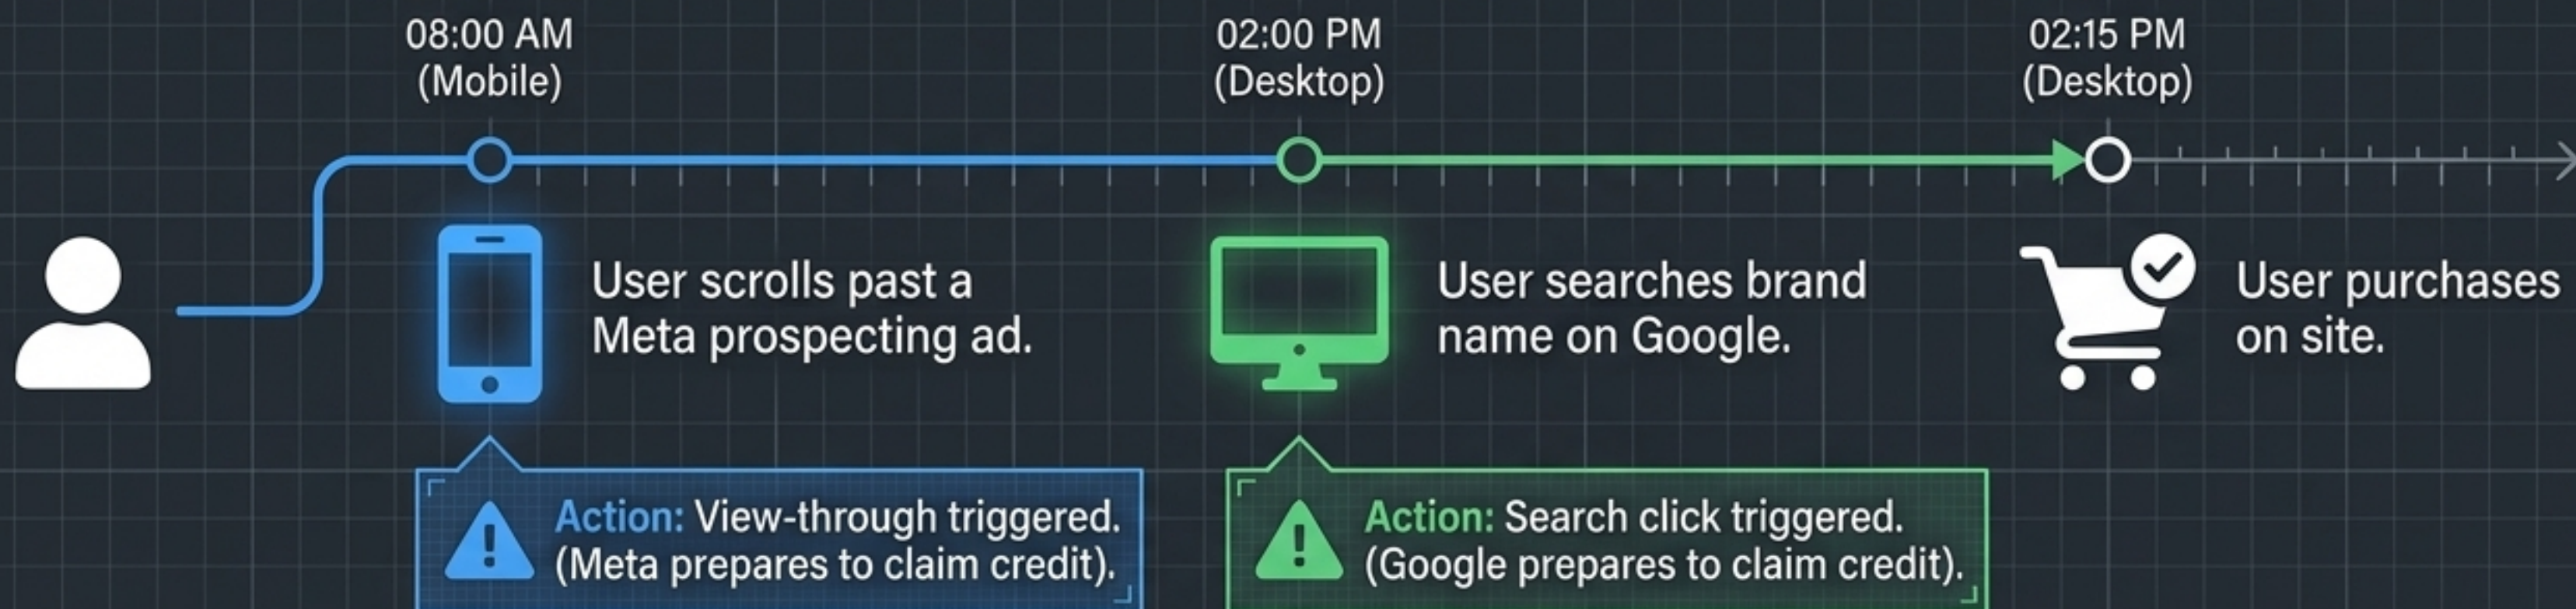 08:00 AM
(Mobile)
02:00 PM
(Desktop)
02:15 PM
(Desktop)
User scrolls past a
Meta prospecting ad.
User searches brand
name on Google.
User purchases
on site.
Action: View-through triggered.
(Meta prepares to claim credit).
Action: Search click triggered.
(Google prepares to claim credit).